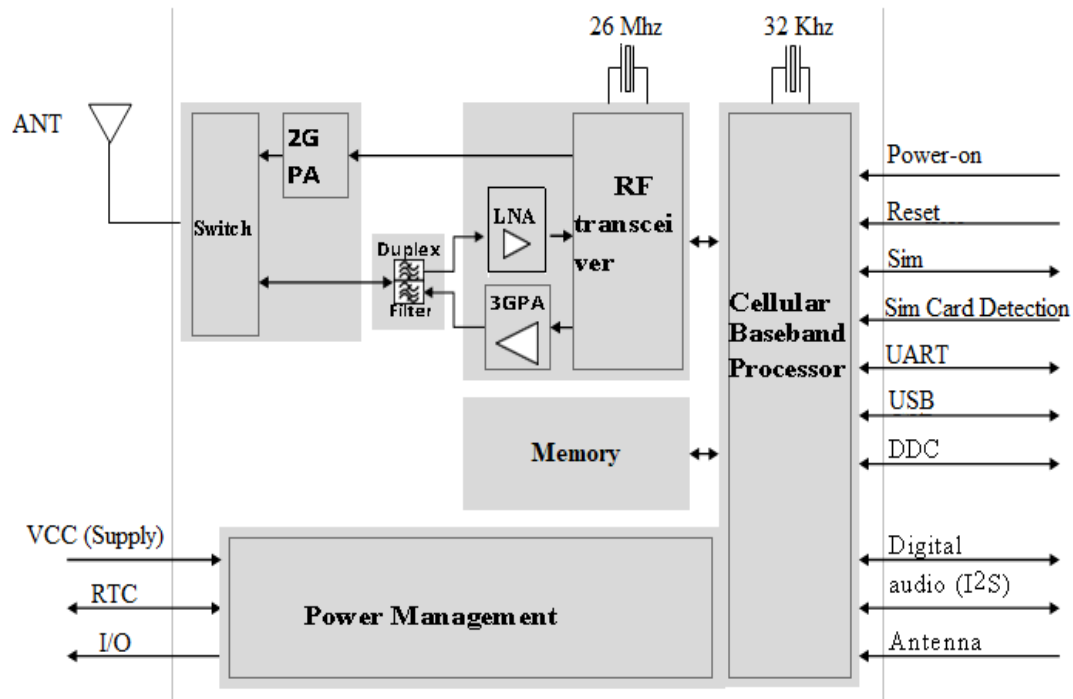 26 Mhz
32 Khz
ANT
2G
PA
Switch
Duplex
Filter
LNA
3GPA
RF
transcei
ver
Cellular
Baseband
Processor
Memory
Power Management
VCC (Supply)
RTC
I/O
Power-on
Reset
Sim
Sim Card Detection
UART
USB
DDC
Digital
audio (I2S)
Antenna